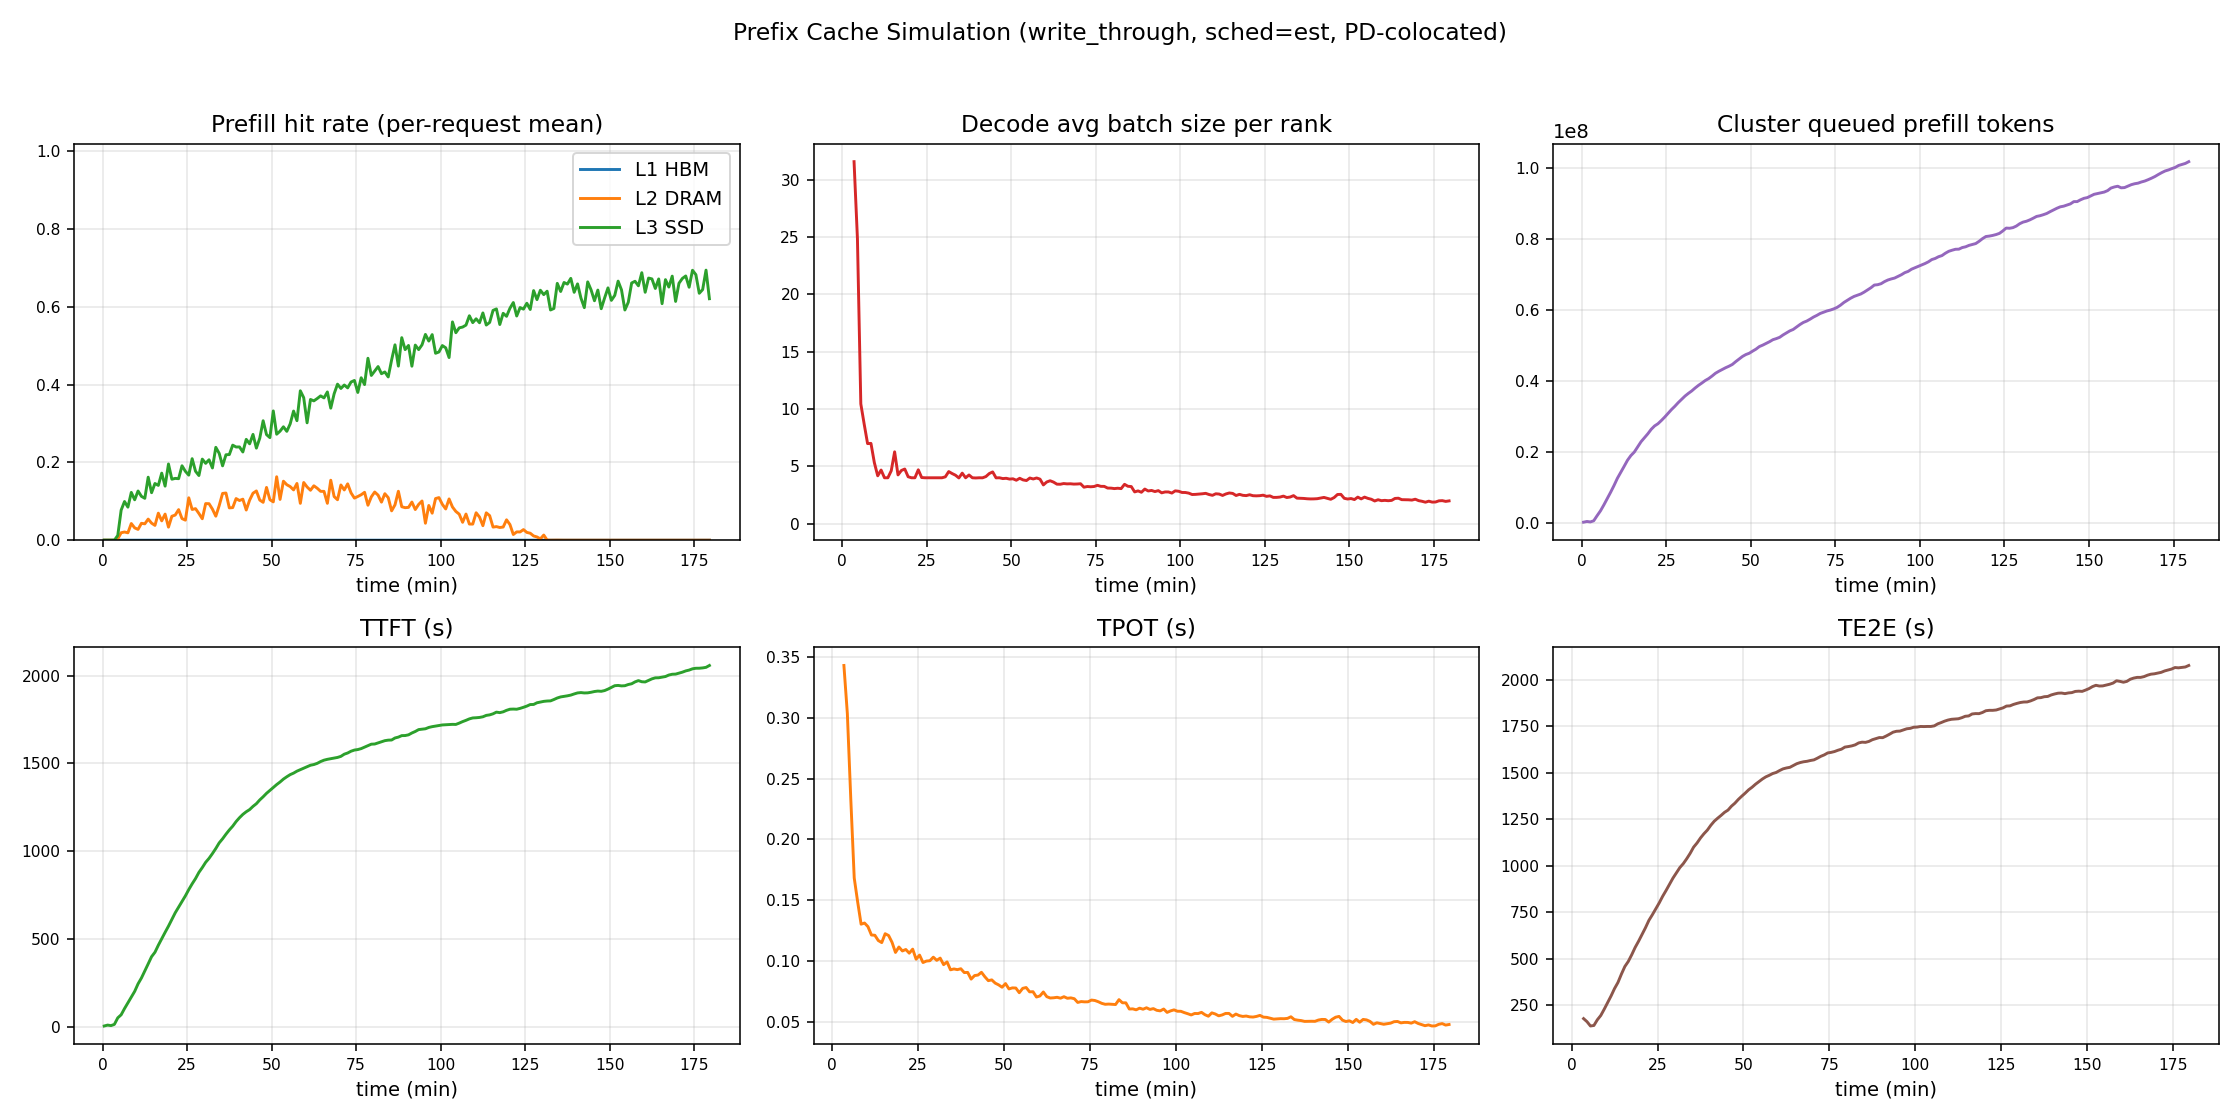 Prefix Cache Simulation (write_through, sched=est, PD-colocated)
Prefill hit rate (per-request mean)
1.0
0.8
0.6
0.4
0.2
0.0
L1 HBM
L2 DRAM
L3 SSD
0 25 50 75 100 125 150 175
time (min)
Decode avg batch size per rank
30
25
20
15
10
5
0
0 25 50 75 100 125 150 175
time (min)
Cluster queued prefill tokens
1e8
1.0
0.8
0.6
0.4
0.2
0.0
0 25 50 75 100 125 150 175
time (min)
TTFT (s)
2000
1500
1000
500
0
0 25 50 75 100 125 150 175
time (min)
TPOT (s)
0.35
0.30
0.25
0.20
0.15
0.10
0.05
0 25 50 75 100 125 150 175
time (min)
TE2E (s)
2000
1750
1500
1250
1000
750
500
250
0 25 50 75 100 125 150 175
time (min)